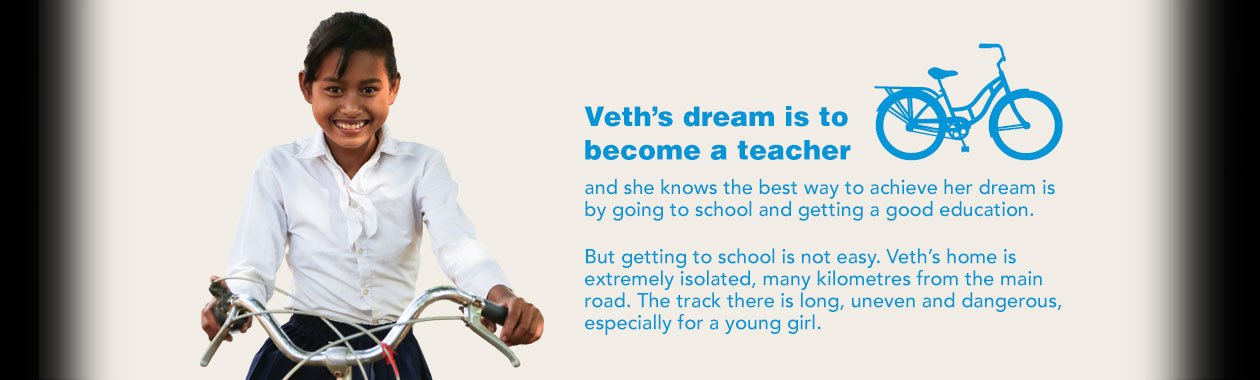 Veth’s dream is to
become a teacher
and she knows the best way to achieve her dream is
by going to school and getting a good education.
But getting to school is not easy. Veth’s home is
extremely isolated, many kilometres from the main
road. The track there is long, uneven and dangerous,
especially for a young girl.